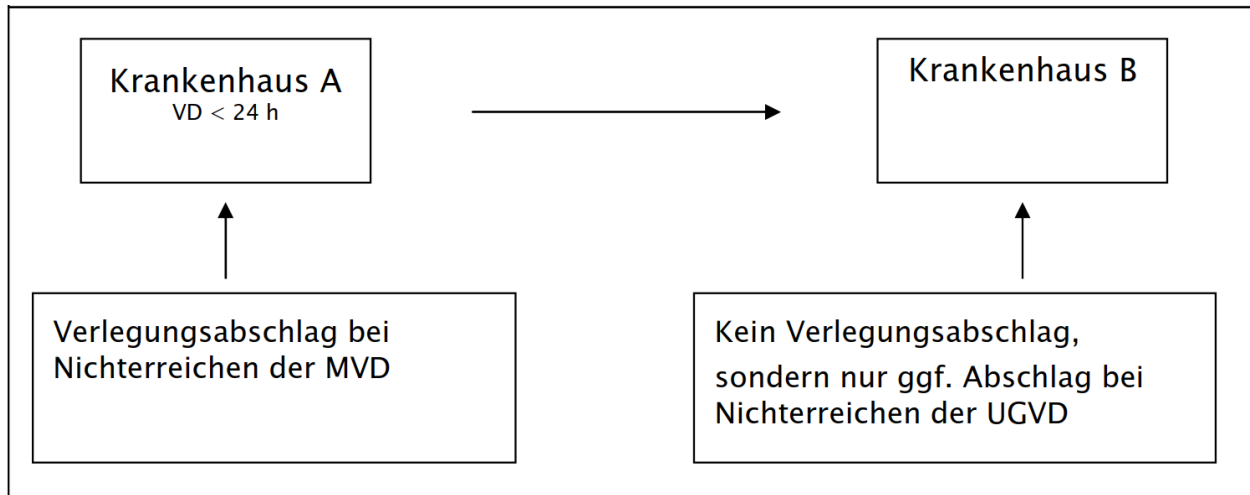 Krankenhaus A
VD < 24 h
Krankenhaus B
Verlegungsabschlag bei
Nichterreichen der MVD
Kein Verlegungsabschlag,
sondern nur ggf. Abschlag bei
Nichterreichen der UGVD